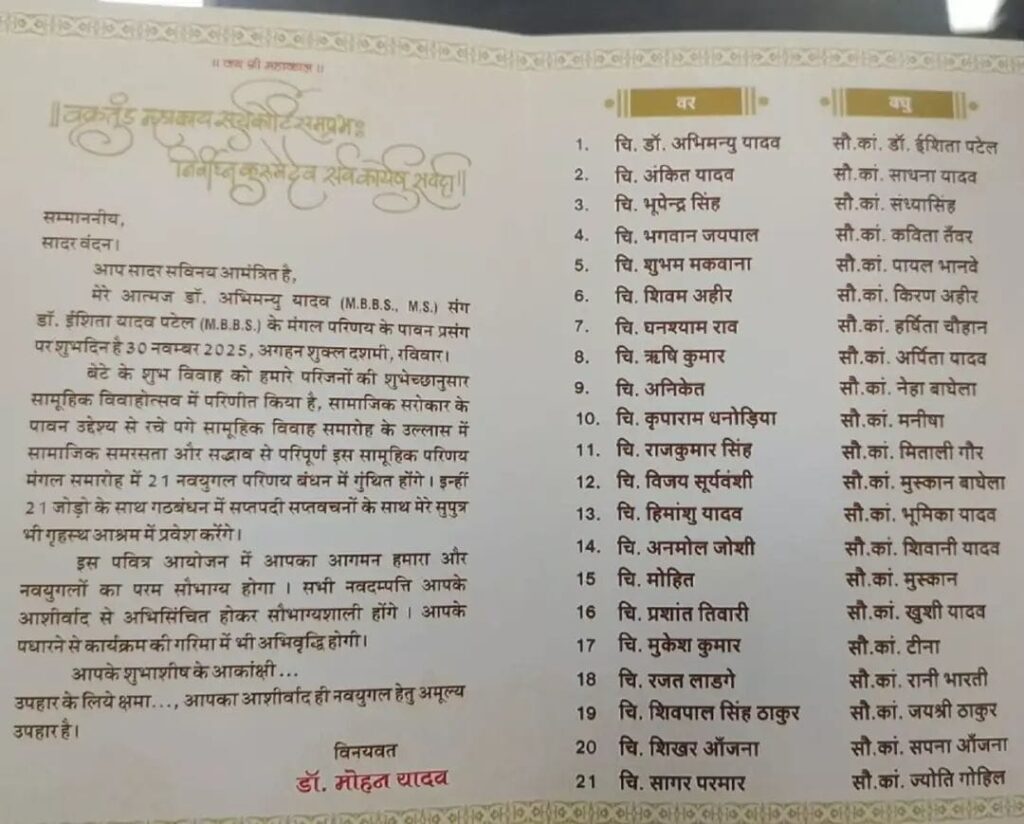 ॥ जय श्री महाकाल ॥
॥वक्रतुंड महाकाय सूर्यकोटि समप्रभः
निर्विघ्नं कुरुमेदेव सर्व कार्येषु सर्वदा॥
सम्माननीय,
सादर वंदन।
आप सादर सविनय आमंत्रित है,
मेरे आत्मज डॉ. अभिमन्यु यादव (M.B.B.S., M.S.) संग
डॉ. ईशिता यादव पटेल (M.B.B.S.) के मंगल परिणय के पावन प्रसंग
पर शुभदिन है 30 नवम्बर 2025, अगहन शुक्ल दशमी, रविवार।
बेटे के शुभ विवाह को हमारे परिजनों की शुभेच्छानुसार
सामूहिक विवाहोत्सव में परिणीत किया है, सामाजिक सरोकार के
पावन उद्देश्य से रचे पगे सामूहिक विवाह समारोह के उल्लास में
सामाजिक समरसता और सद्भाव से परिपूर्ण इस सामूहिक परिणय
मंगल समारोह में 21 नवयुगल परिणय बंधन में गुंथित होंगे। इन्हीं
21 जोड़ो के साथ गठबंधन में सप्तपदी सप्तवचनों के साथ मेरे सुपुत्र
भी गृहस्थ आश्रम में प्रवेश करेंगे।
इस पवित्र आयोजन में आपका आगमन हमारा और
नवयुगलों का परम सौभाग्य होगा । सभी नवदम्पत्ति आपके
आशीर्वाद से अभिसिंचित होकर सौभाग्यशाली होंगे । आपके
पधारने से कार्यक्रम की गरिमा में भी अभिवृद्धि होगी।
आपके शुभाशीष के आकांक्षी...
उपहार के लिये क्षमा..., आपका आशीर्वाद ही नवयुगल हेतु अमूल्य
उपहार है।
विनयवत
डॉ. मोहन यादव
वर वधु
1. चि. डॉ. अभिमन्यु यादव सौ.कां. डॉ. ईशिता पटेल
2. चि. अंकित यादव सौ.कां. साधना यादव
3. चि. भूपेन्द्र सिंह सौ.कां. संध्यासिंह
4. चि. भगवान जयपाल सौ.कां. कविता तँवर
5. चि. शुभम मकवाना सौ.कां. पायल भानवे
6. चि. शिवम अहीर सौ.कां. किरण अहीर
7. चि. घनश्याम राव सौ.कां. हर्षिता चौहान
8. चि. ऋषि कुमार सौ.कां. अर्पिता यादव
9. चि. अनिकेत सौ.कां. नेहा बाघेला
10. चि. कृपाराम धनोड़िया सौ.कां. मनीषा
11. चि. राजकुमार सिंह सौ.कां. मिताली गौर
12. चि. विजय सूर्यवंशी सौ.कां. मुस्कान बाघेला
13. चि. हिमांशु यादव सौ.कां. भूमिका यादव
14. चि. अनमोल जोशी सौ.कां. शिवानी यादव
15 चि. मोहित सौ.कां. मुस्कान
16 चि. प्रशांत तिवारी सौ.कां. खुशी यादव
17 चि. मुकेश कुमार सौ.कां. टीना
18 चि. रजत लाडगे सौ.कां. रानी भारती
19 चि. शिवपाल सिंह ठाकुर सौ.कां. जयश्री ठाकुर
20 चि. शिखर आँजना सौ.कां. सपना आँजना
21 चि. सागर परमार सौ.कां. ज्योति गोहिल